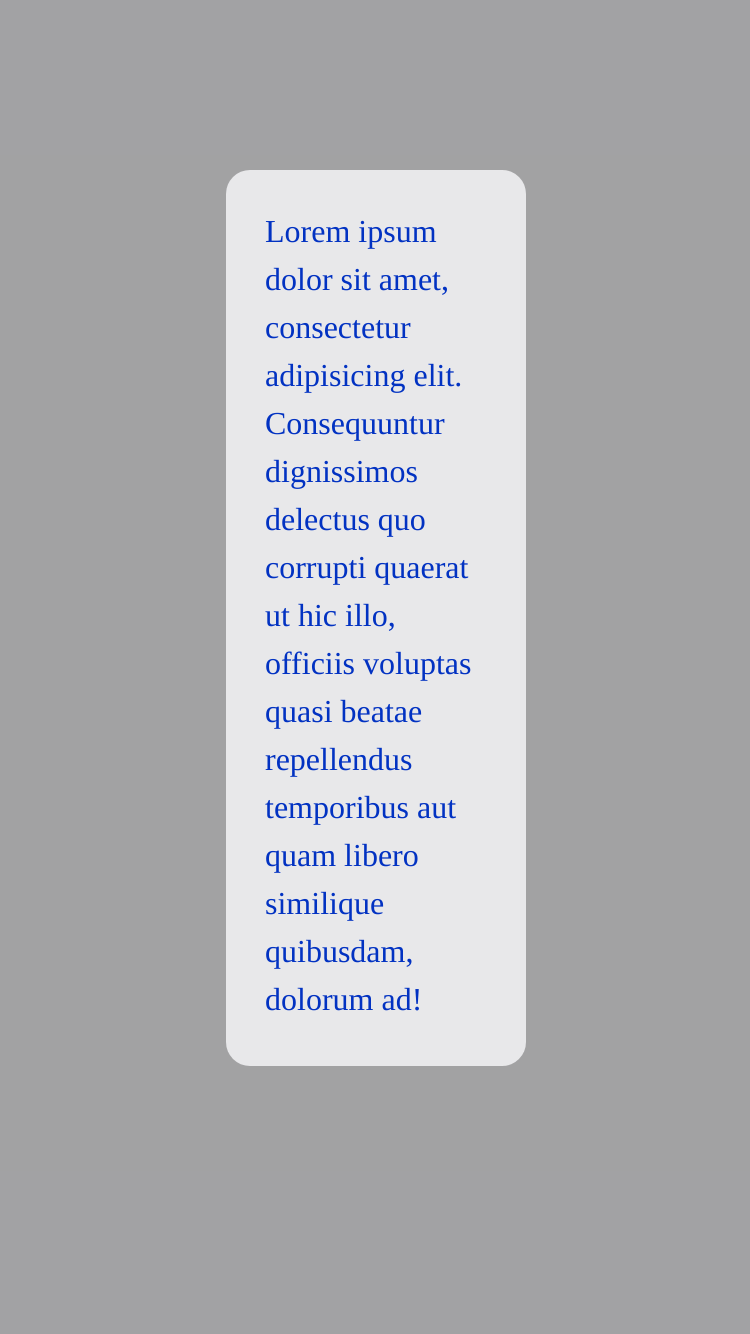 Lorem ipsum
dolor sit amet,
consectetur
adipisicing elit.
Consequuntur
dignissimos
delectus quo
corrupti quaerat
ut hic illo,
officiis voluptas
quasi beatae
repellendus
temporibus aut
quam libero
similique
quibusdam,
dolorum ad!